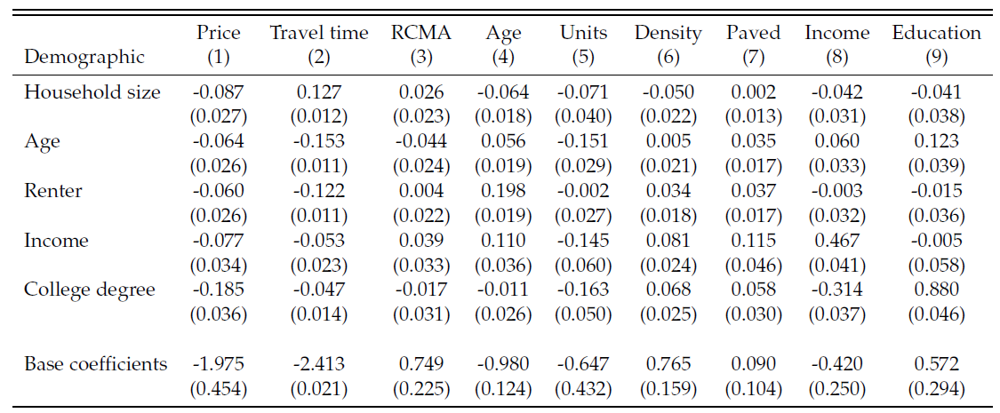 Price Travel time RCMA Age Units Density Paved Income Education
Demographic (1) (2) (3) (4) (5) (6) (7) (8) (9)
Household size -0.087 0.127 0.026 -0.064 -0.071 -0.050 0.002 -0.042 -0.041
(0.027) (0.012) (0.023) (0.018) (0.040) (0.022) (0.013) (0.031) (0.038)
Age -0.064 -0.153 -0.044 0.056 -0.151 0.005 0.035 0.060 0.123
(0.026) (0.011) (0.024) (0.019) (0.029) (0.021) (0.017) (0.033) (0.039)
Renter -0.060 -0.122 0.004 0.198 -0.002 0.034 0.037 -0.003 -0.015
(0.026) (0.011) (0.022) (0.019) (0.027) (0.018) (0.017) (0.032) (0.036)
Income -0.077 -0.053 0.039 0.110 -0.145 0.081 0.115 0.467 -0.005
(0.034) (0.023) (0.033) (0.036) (0.060) (0.024) (0.046) (0.041) (0.058)
College degree -0.185 -0.047 -0.017 -0.011 -0.163 0.068 0.058 -0.314 0.880
(0.036) (0.014) (0.031) (0.026) (0.050) (0.025) (0.030) (0.037) (0.046)
Base coefficients -1.975 -2.413 0.749 -0.980 -0.647 0.765 0.090 -0.420 0.572
(0.454) (0.021) (0.225) (0.124) (0.432) (0.159) (0.104) (0.250) (0.294)